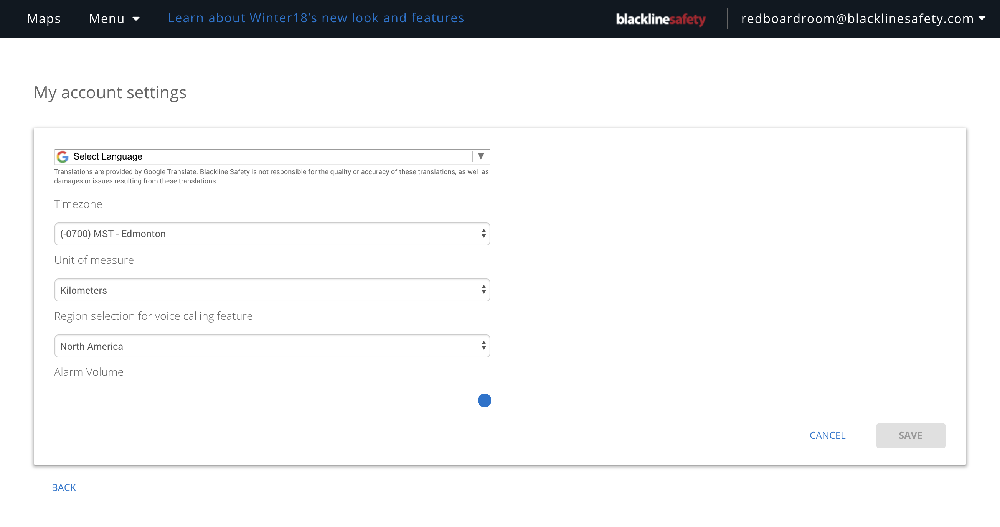 Maps Menu Learn about Winter18’s new look and features blacklinesafety redboardroom@blacklinesafety.com
My account settings
Select Language
Translations are provided by Google Translate. Blackline Safety is not responsible for the quality or accuracy of these translations, as well as
damages or issues resulting from these translations.
Timezone
(-0700) MST - Edmonton
Unit of measure
Kilometers
Region selection for voice calling feature
North America
Alarm Volume
CANCEL SAVE
BACK